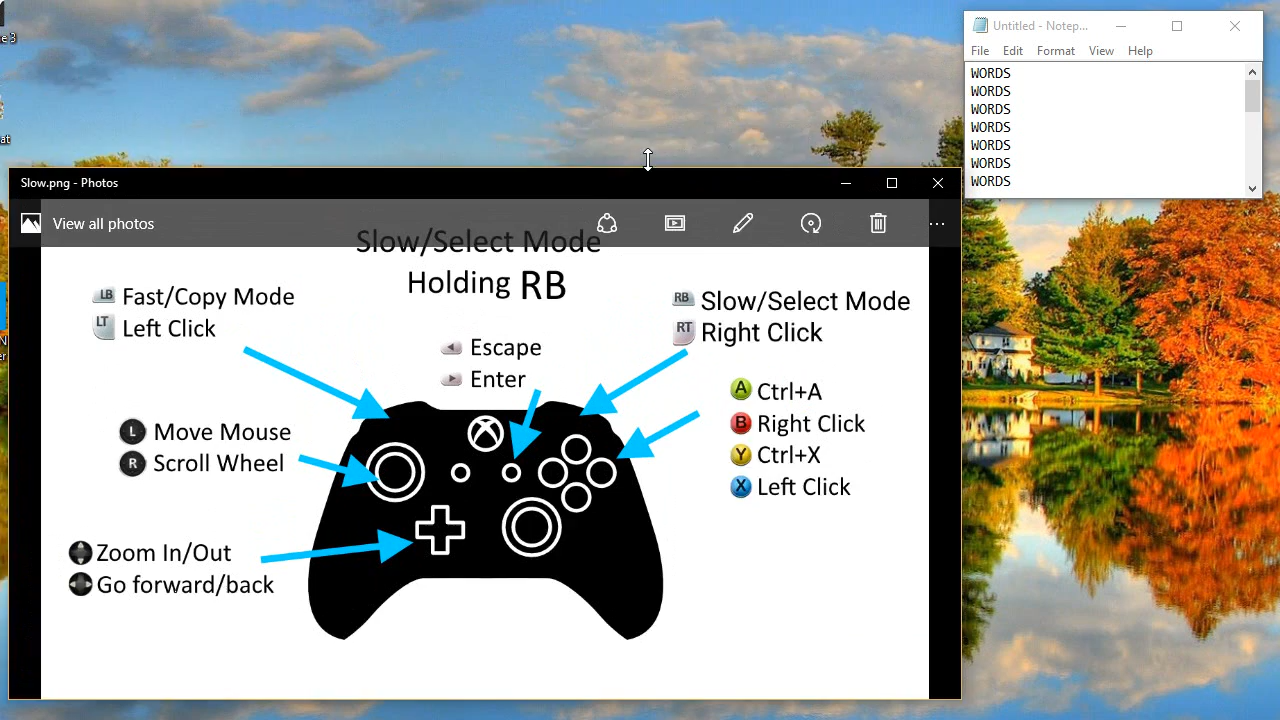 e 3
at
N
er
Untitled - Notep...
File Edit Format View Help
WORDS
WORDS
WORDS
WORDS
WORDS
WORDS
WORDS
Slow.png - Photos
View all photos
Slow/Select Mode
Holding RB
LB Fast/Copy Mode
LT Left Click
RB Slow/Select Mode
RT Right Click
Escape
Enter
A Ctrl+A
B Right Click
Y Ctrl+X
X Left Click
L Move Mouse
R Scroll Wheel
Zoom In/Out
Go forward/back